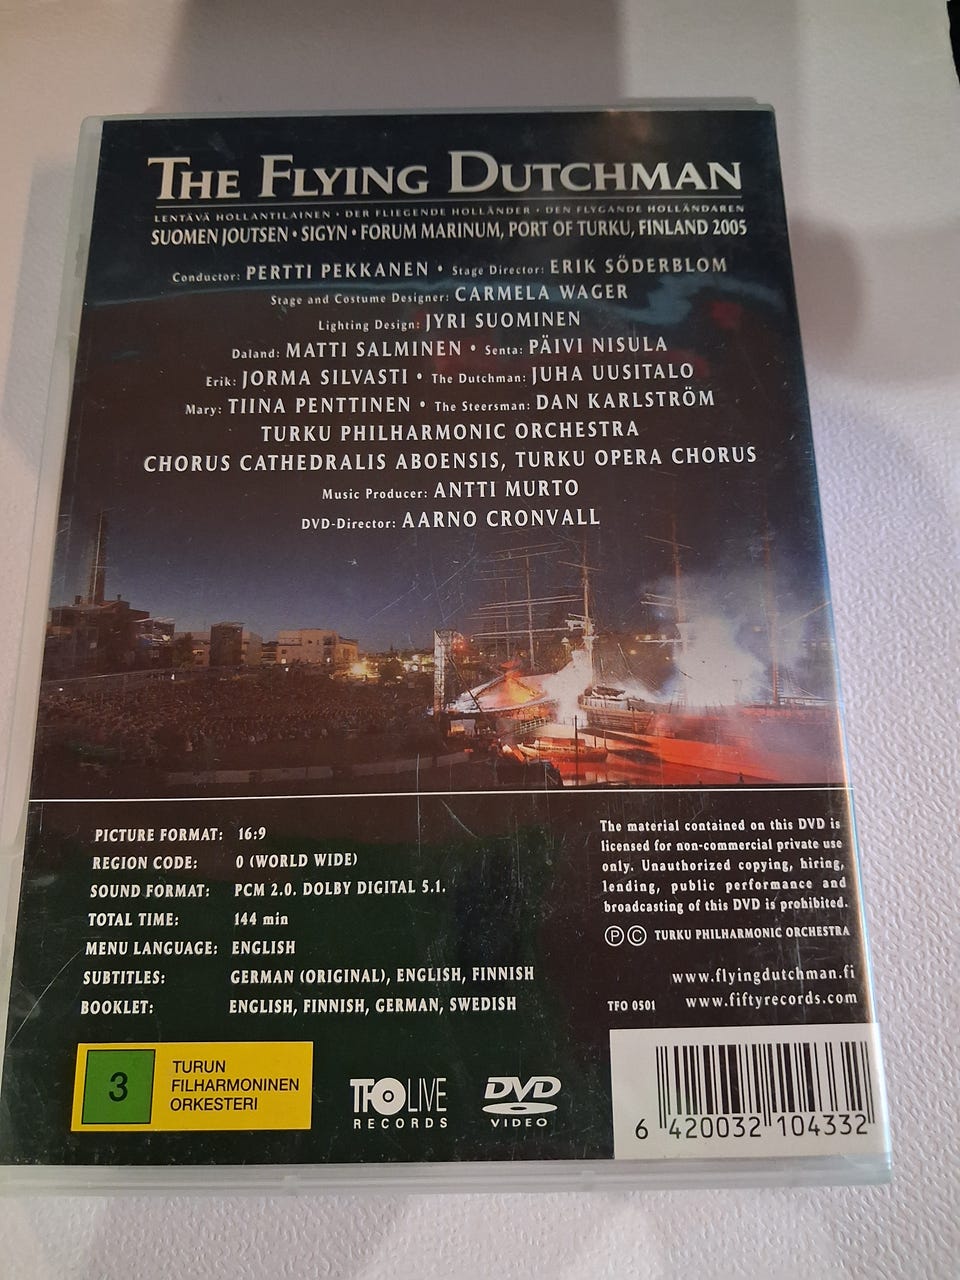 THE FLYING DUTCHMAN
LENTÄVÄ HOLLANTILAINEN • DER FLIEGENDE HOLLÄNDER • DEN FLYGANDE HOLLÄNDAREN
SUOMEN JOUTSEN • SIGYN • FORUM MARINUM, PORT OF TURKU, FINLAND 2005
Conductor: PERTTI PEKKANEN • Stage Director: ERIK SÖDERBLOM
Stage and Costume Designer: CARMELA WAGER
Lighting Design: JYRI SUOMINEN
Daland: MATTI SALMINEN • Senta: PÄIVI NISULA
Erik: JORMA SILVASTI • The Dutchman: JUHA UUSITALO
Mary: TIINA PENTTINEN • The Steersman: DAN KARLSTRÖM
TURKU PHILHARMONIC ORCHESTRA
CHORUS CATHEDRALIS ABOENSIS, TURKU OPERA CHORUS
Music Producer: ANTTI MURTO
DVD-Director: AARNO CRONVALL
PICTURE FORMAT: 16:9
REGION CODE: 0 (WORLD WIDE)
SOUND FORMAT: PCM 2.0. DOLBY DIGITAL 5.1.
TOTAL TIME: 144 min
MENU LANGUAGE: ENGLISH
SUBTITLES: GERMAN (ORIGINAL), ENGLISH, FINNISH
BOOKLET: ENGLISH, FINNISH, GERMAN, SWEDISH
The material contained on this DVD is
licensed for non-commercial private use
only. Unauthorized copying, hiring,
lending, public performance and
broadcasting of this DVD is prohibited.
Ⓟ© TURKU PHILHARMONIC ORCHESTRA
www.flyingdutchman.fi
TFO 0501 www.fiftyrecords.com
3
TURUN
FILHARMONINEN
ORKESTERI
TFO LIVE
RECORDS
DVD
VIDEO
6 420032 104332